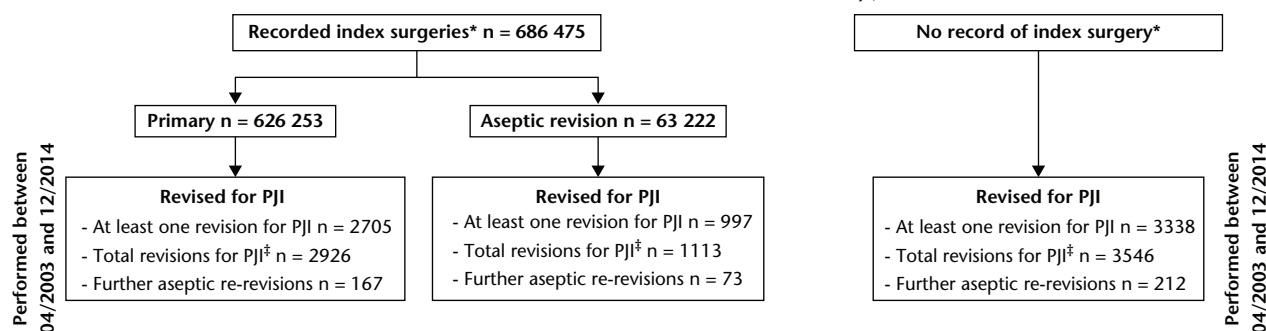 Recorded index surgeries* n = 686 475
No record of index surgery*
Primary n = 626 253
Aseptic revision n = 63 222
Performed between
04/2003 and 12/2014
Revised for PJI
- At least one revision for PJI n = 2705
- Total revisions for PJI‡ n = 2926
- Further aseptic re-revisions n = 167
Revised for PJI
- At least one revision for PJI n = 997
- Total revisions for PJI‡ n = 1113
- Further aseptic re-revisions n = 73
Revised for PJI
- At least one revision for PJI n = 3338
- Total revisions for PJI‡ n = 3546
- Further aseptic re-revisions n = 212
Performed between
04/2003 and 12/2014